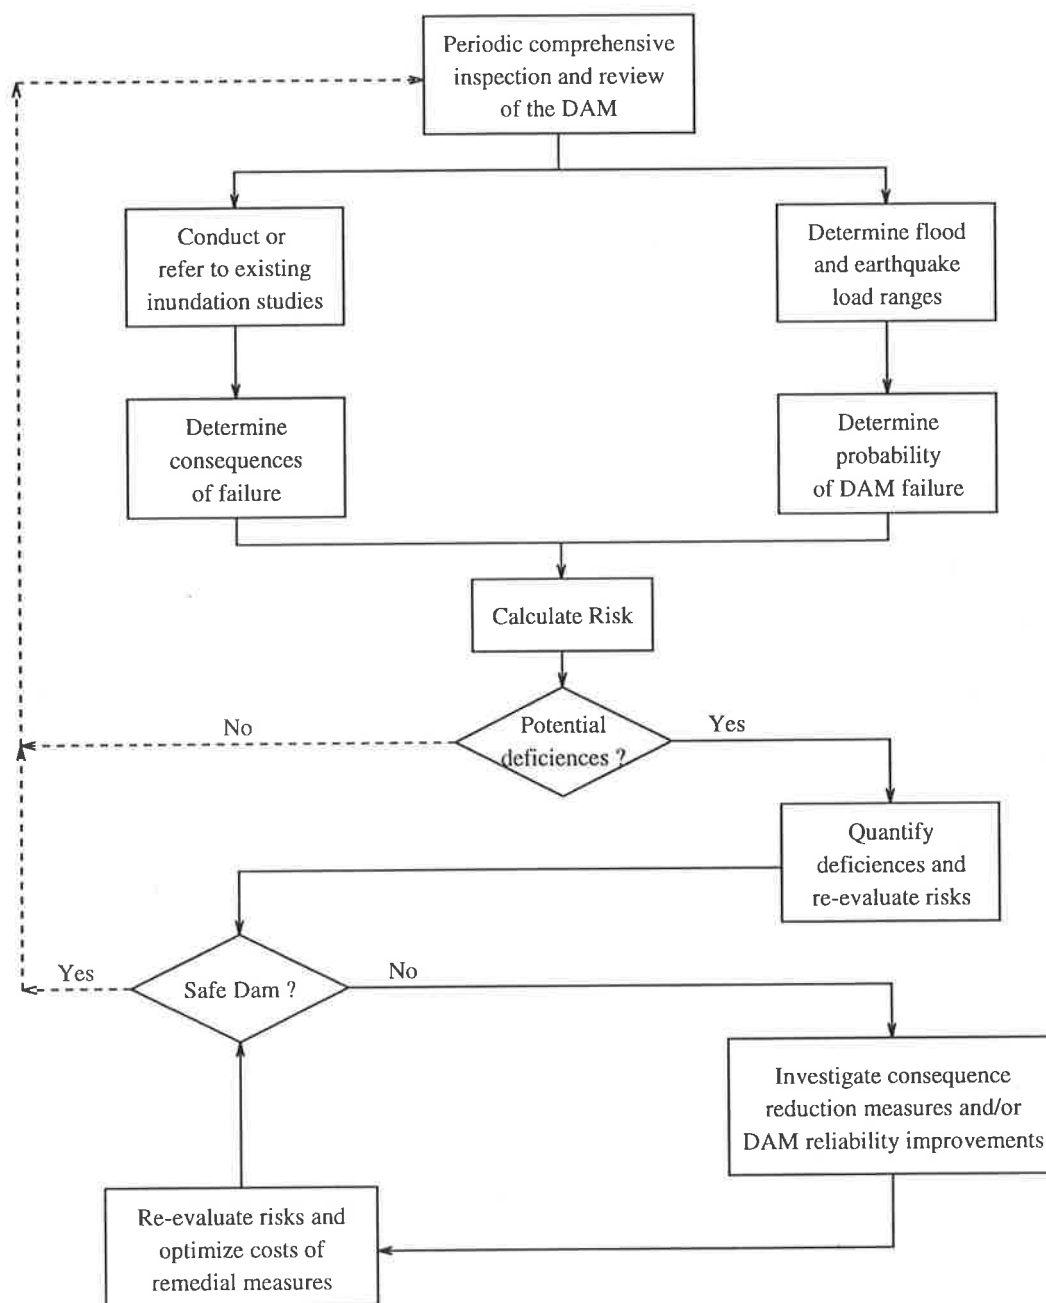 Periodic comprehensive
inspection and review
of the DAM
Conduct or
refer to existing
inundation studies
Determine flood
and earthquake
load ranges
Determine
consequences
of failure
Determine
probability
of DAM failure
Calculate Risk
Potential
deficiences ?
No
Yes
Quantify
deficiences and
re-evaluate risks
Safe Dam ?
Yes
No
Investigate consequence
reduction measures and/or
DAM reliability improvements
Re-evaluate risks and
optimize costs of
remedial measures